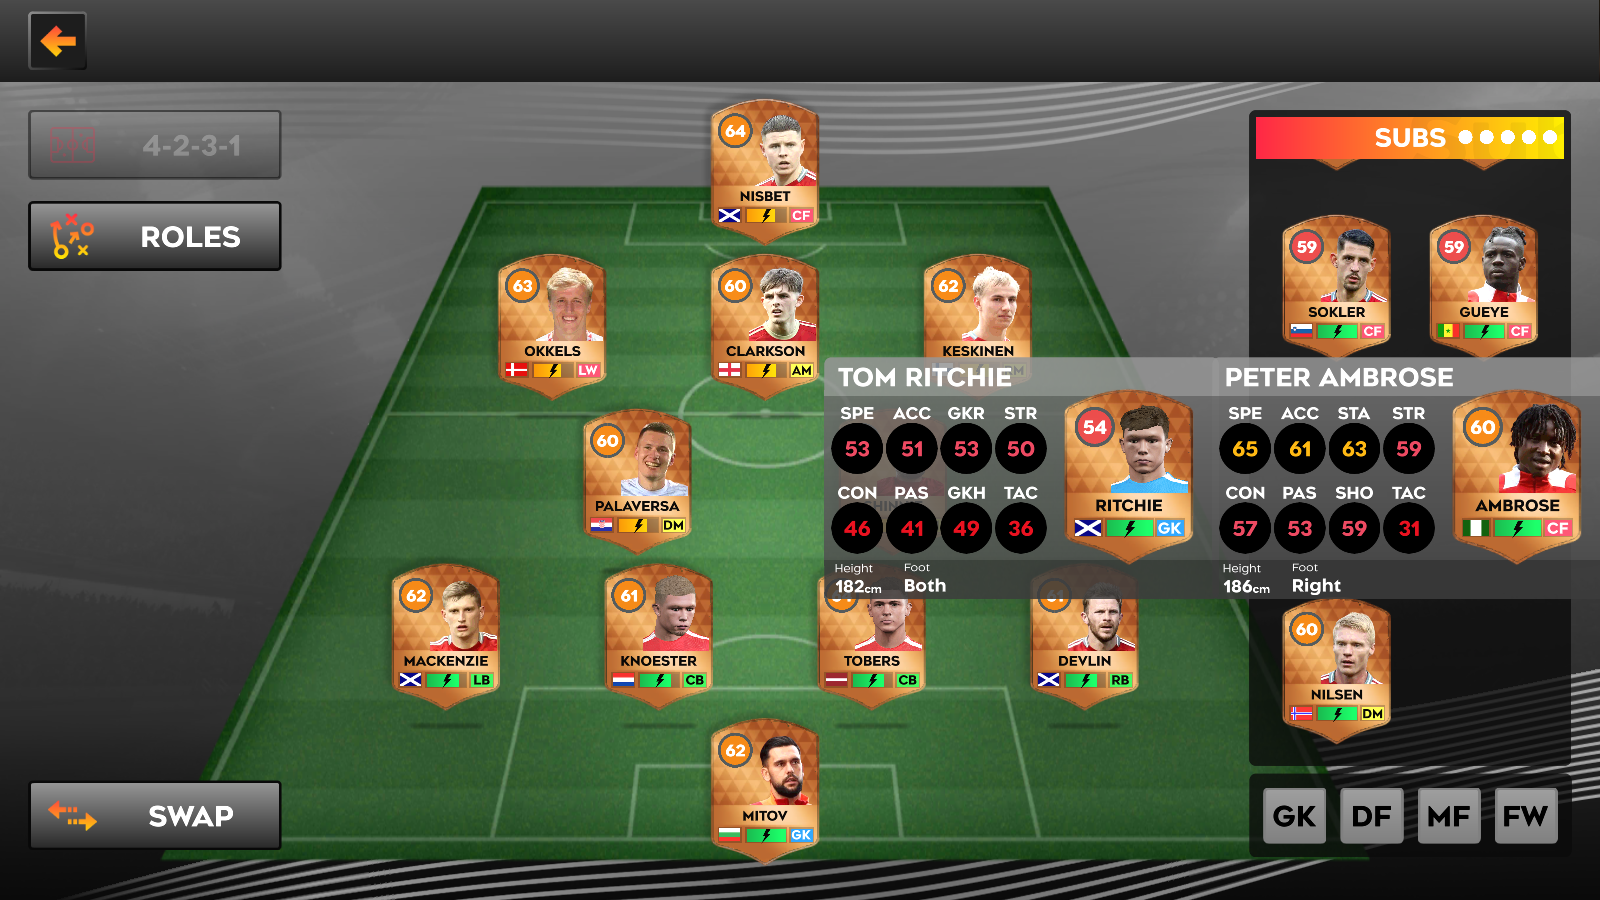 4-2-3-1
ROLES
SWAP
SUBS
64
NISBET
CF
63
OKKELS
LW
60
CLARKSON
AM
62
KESKINEN
60
PALAVERSA
DM
62
MACKENZIE
LB
61
KNOESTER
CB
TOBERS
CB
DEVLIN
RB
62
MITOV
GK
59
SOKLER
CF
59
GUEYE
CF
TOM RITCHIE
SPE ACC GKR STR
53 51 53 50
CON PAS GKH TAC
46 41 49 36
Height Foot
182cm Both
54
RITCHIE
GK
PETER AMBROSE
SPE ACC STA STR
65 61 63 59
CON PAS SHO TAC
57 53 59 31
Height Foot
186cm Right
60
AMBROSE
CF
60
NILSEN
DM
GK DF MF FW